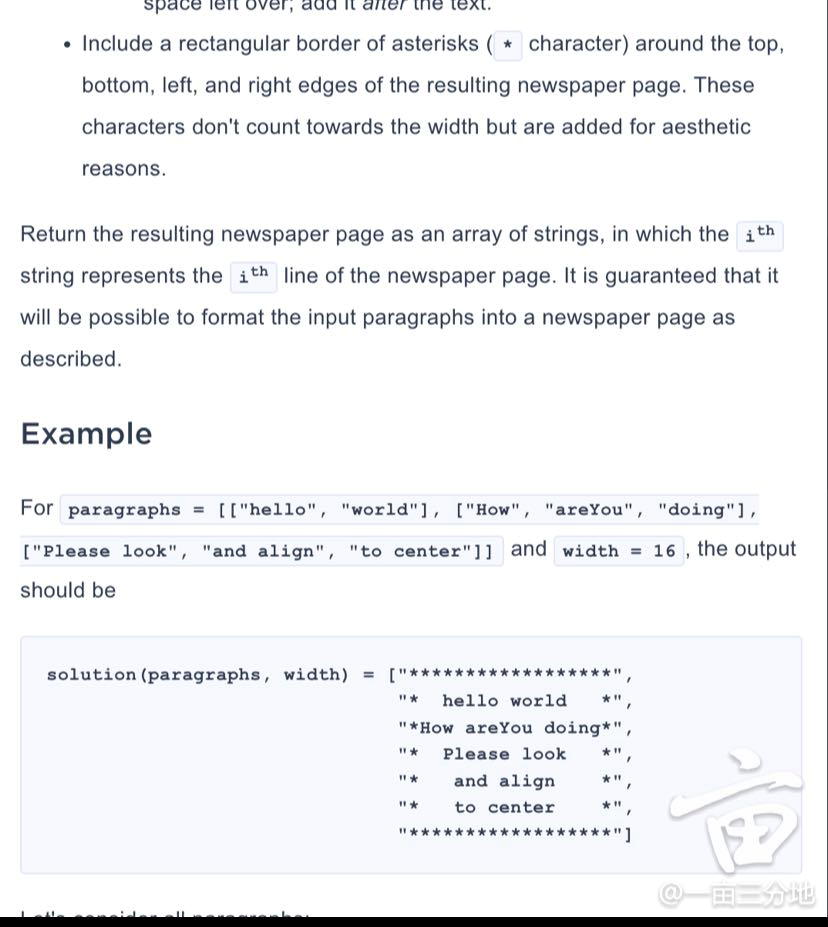 space left over; add it after the text.
• Include a rectangular border of asterisks ( * character) around the top,
bottom, left, and right edges of the resulting newspaper page. These
characters don't count towards the width but are added for aesthetic
reasons.
Return the resulting newspaper page as an array of strings, in which the i^th
string represents the i^th line of the newspaper page. It is guaranteed that it
will be possible to format the input paragraphs into a newspaper page as
described.
Example
For paragraphs = [["hello", "world"], ["How", "areYou", "doing"],
["Please look", "and align", "to center"]] and width = 16, the output
should be
solution(paragraphs, width) = ["******************",
"*  hello world   *",
"*How areYou doing*",
"*  Please look   *",
"*   and align    *",
"*   to center    *",
"******************"]
亩
@一亩三分地
Let's consider all paragraphs: